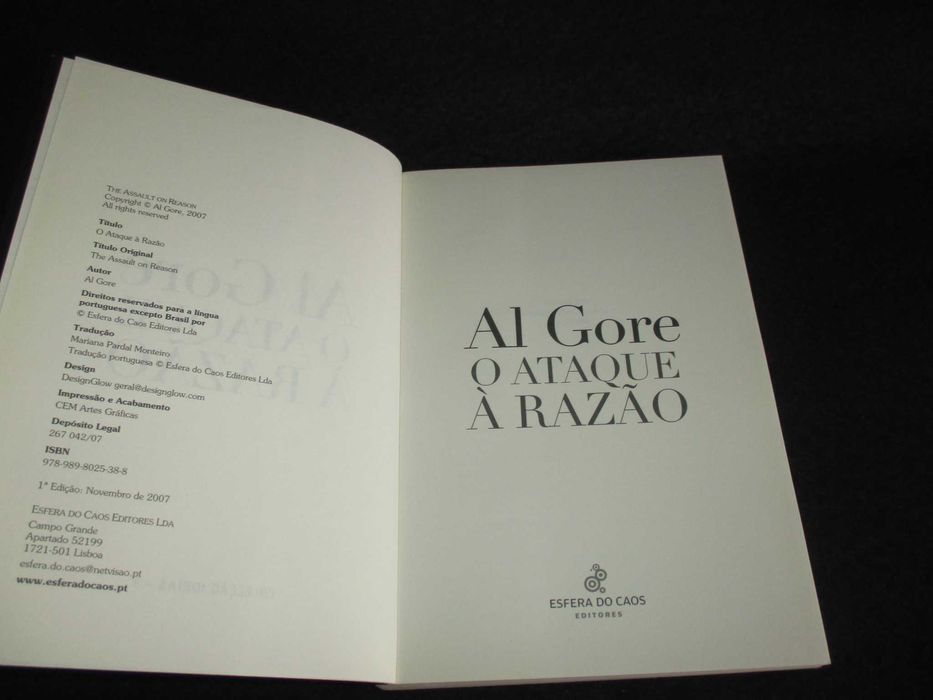 THE ASSAULT ON REASON
Copyright © Al Gore, 2007
All rights reserved
Título
O Ataque à Razão
Título Original
The Assault on Reason
Autor
Al Gore
Direitos reservados para a língua
portuguesa excepto Brasil por
© Esfera do Caos Editores Lda
Tradução
Mariana Pardal Monteiro
Tradução portuguesa © Esfera do Caos Editores Lda
Design
DesignGlow geral@designglow.com
Impressão e Acabamento
CEM Artes Gráficas
Depósito Legal
267 042/07
ISBN
978-989-8025-38-8
1ª Edição: Novembro de 2007
ESFERA DO CAOS EDITORES LDA
Campo Grande
Apartado 52199
1721-501 Lisboa
esfera.do.caos@netvisao.pt
www.esferadocaos.pt
Al Gore
O ATAQUE
À RAZÃO
ESFERA DO CAOS
EDITORES